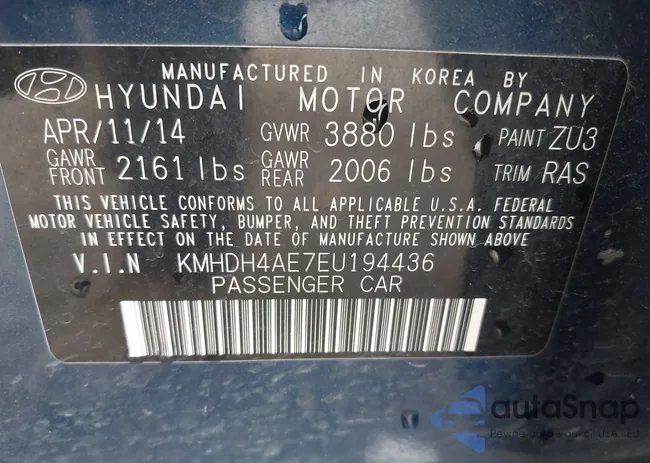 MANUFACTURED IN KOREA BY
HYUNDAI MOTOR COMPANY
APR/11/14 GVWR 3880 lbs PAINT ZU3
GAWR FRONT 2161 lbs GAWR REAR 2006 lbs TRIM RAS
THIS VEHICLE CONFORMS TO ALL APPLICABLE U.S.A. FEDERAL
MOTOR VEHICLE SAFETY, BUMPER, AND THEFT PREVENTION STANDARDS
IN EFFECT ON THE DATE OF MANUFACTURE SHOWN ABOVE
V.I.N KMHDH4AE7EU194436
PASSENGER CAR
autoSnap